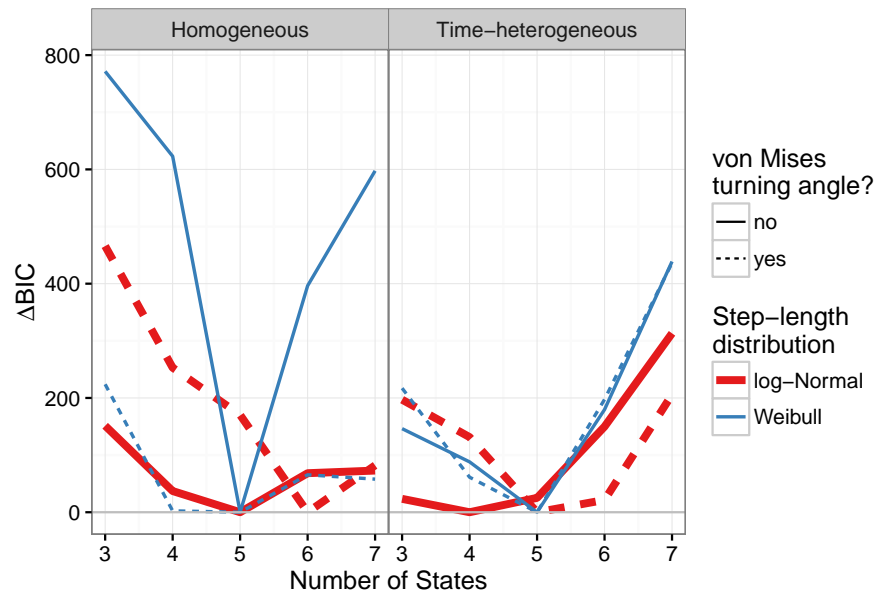 Homogeneous
Time−heterogeneous
800
600
400
200
0
ΔBIC
3 4 5 6 7
3 4 5 6 7
Number of States
von Mises
turning angle?
no
yes
Step−length
distribution
log−Normal
Weibull